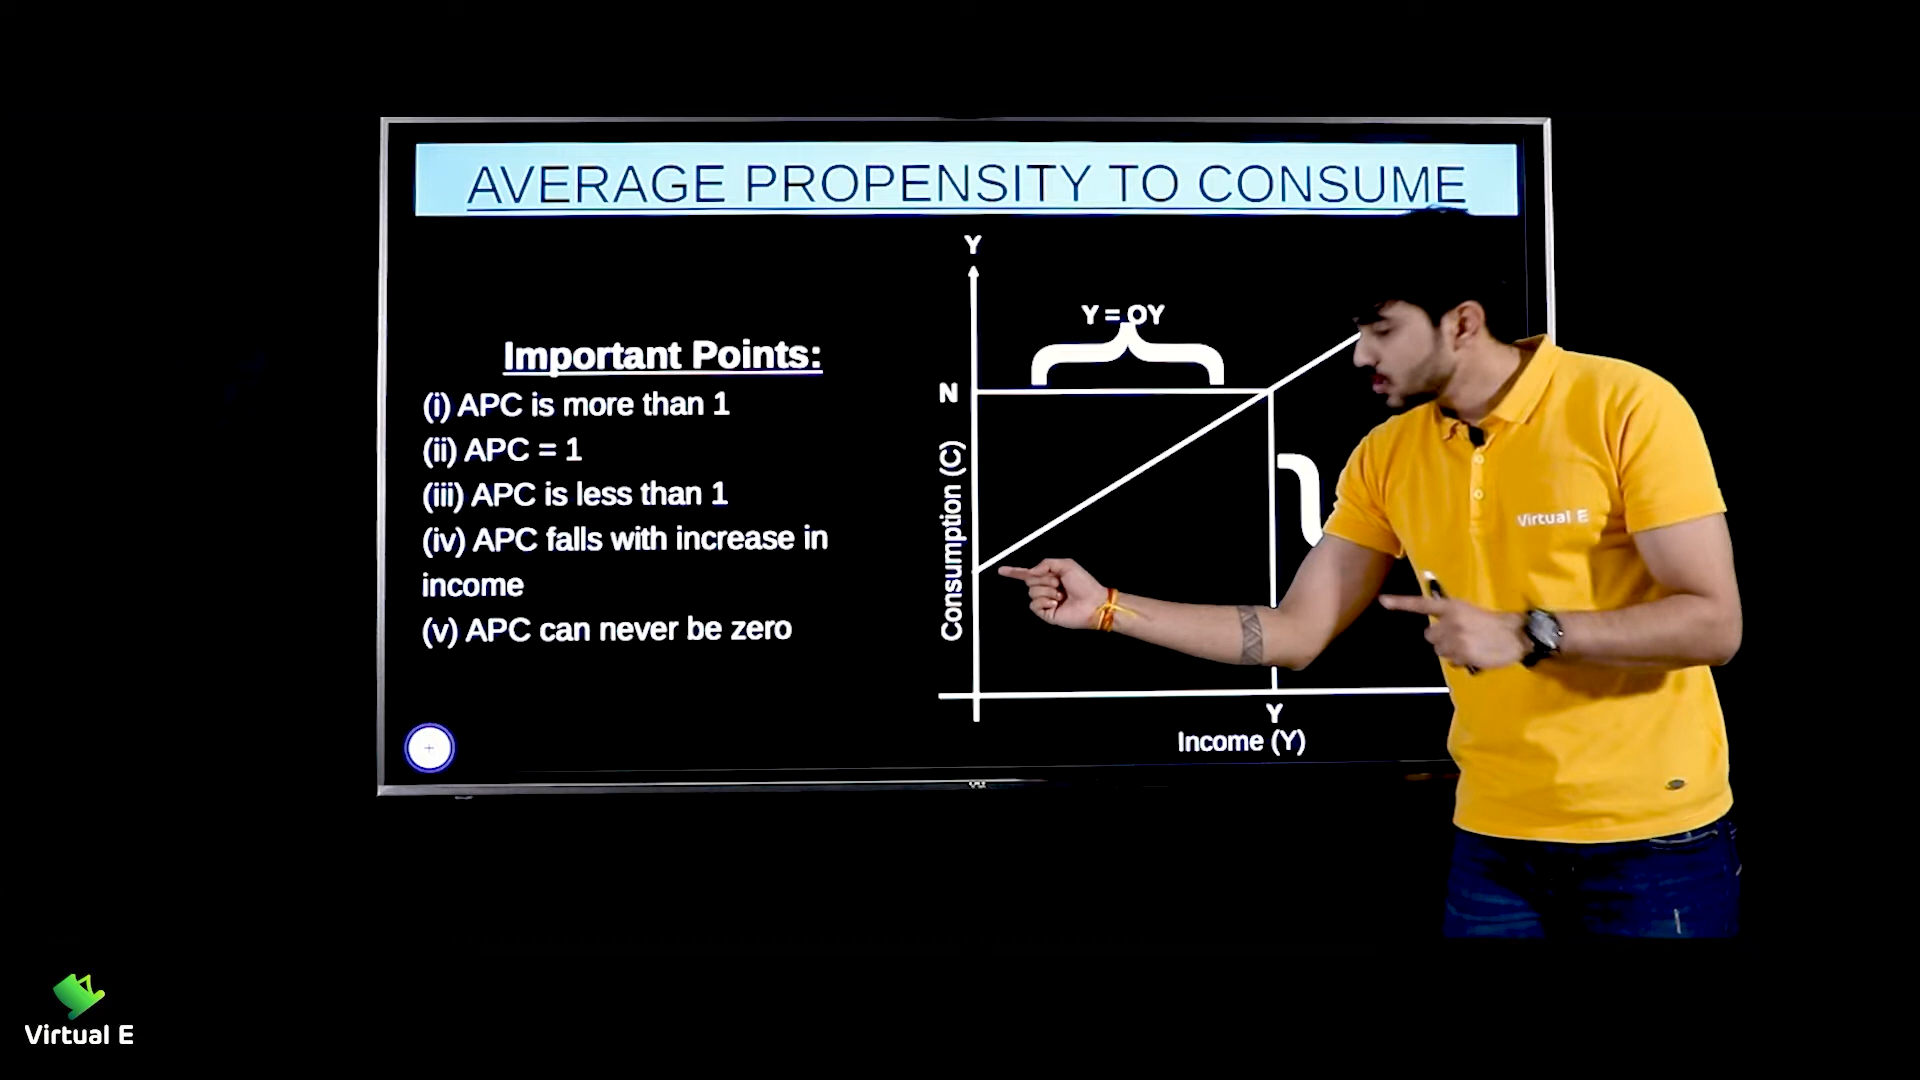 AVERAGE PROPENSITY TO CONSUME
Important Points:
(i) APC is more than 1
(ii) APC = 1
(iii) APC is less than 1
(iv) APC falls with increase in
income
(v) APC can never be zero
Y
Y = OY
N
Consumption (C)
Y
Income (Y)
Virtual E
Virtual E